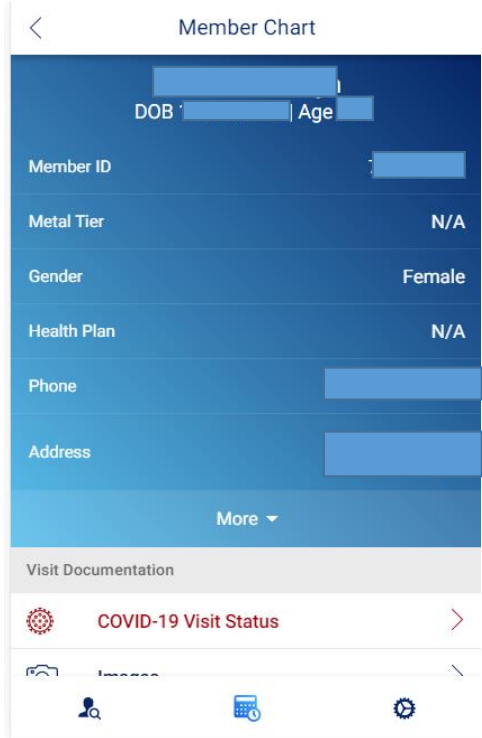 Member Chart
DOB | Age
Member ID
Metal Tier N/A
Gender Female
Health Plan N/A
Phone
Address
More
Visit Documentation
COVID-19 Visit Status
Images